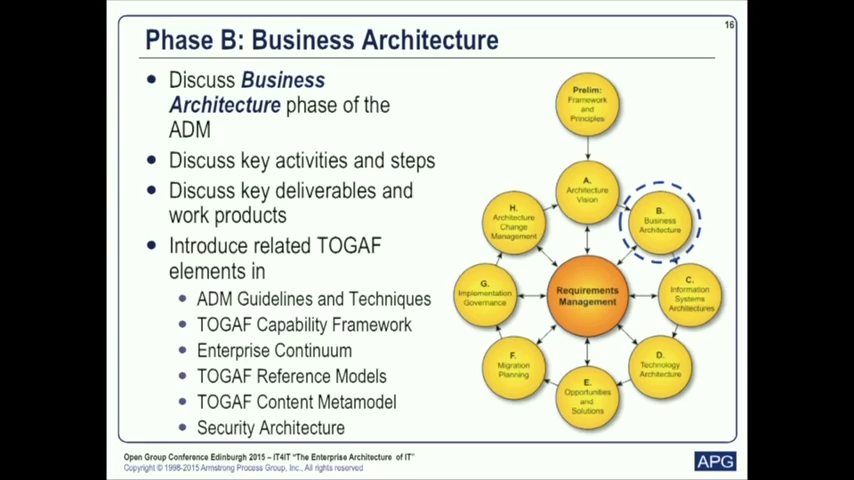 16
Phase B: Business Architecture
• Discuss Business
Architecture phase of the
ADM
• Discuss key activities and steps
• Discuss key deliverables and
work products
• Introduce related TOGAF
elements in
• ADM Guidelines and Techniques
• TOGAF Capability Framework
• Enterprise Continuum
• TOGAF Reference Models
• TOGAF Content Metamodel
• Security Architecture
Prelim:
Framework
and
Principles
A.
Architecture
Vision
B.
Business
Architecture
C.
Information
Systems
Architectures
D.
Technology
Architecture
E.
Opportunities
and
Solutions
F.
Migration
Planning
G.
Implementation
Governance
H.
Architecture
Change
Management
Requirements
Management
Open Group Conference Edinburgh 2015 – IT4IT "The Enterprise Architecture of IT"
Copyright © 1998-2015 Armstrong Process Group, Inc., All rights reserved
APG